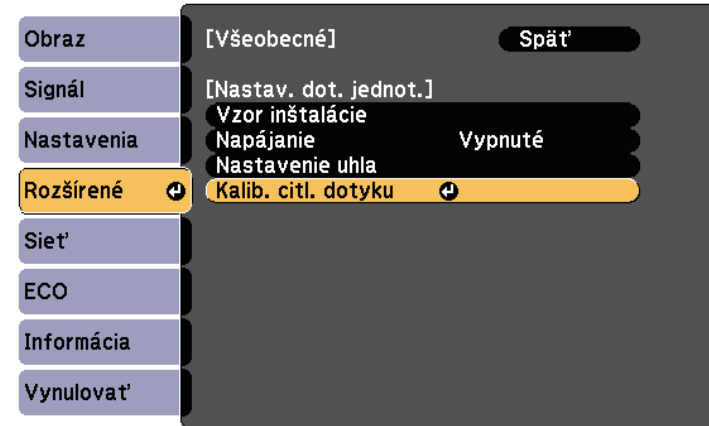 Obraz
Signál
Nastavenia
Rozšírené
Sieť
ECO
Informácia
Vynulovať
[Všeobecné] Späť
[Nastav. dot. jednot.]
Vzor inštalácie
Napájanie Vypnuté
Nastavenie uhla
Kalib. citl. dotyku